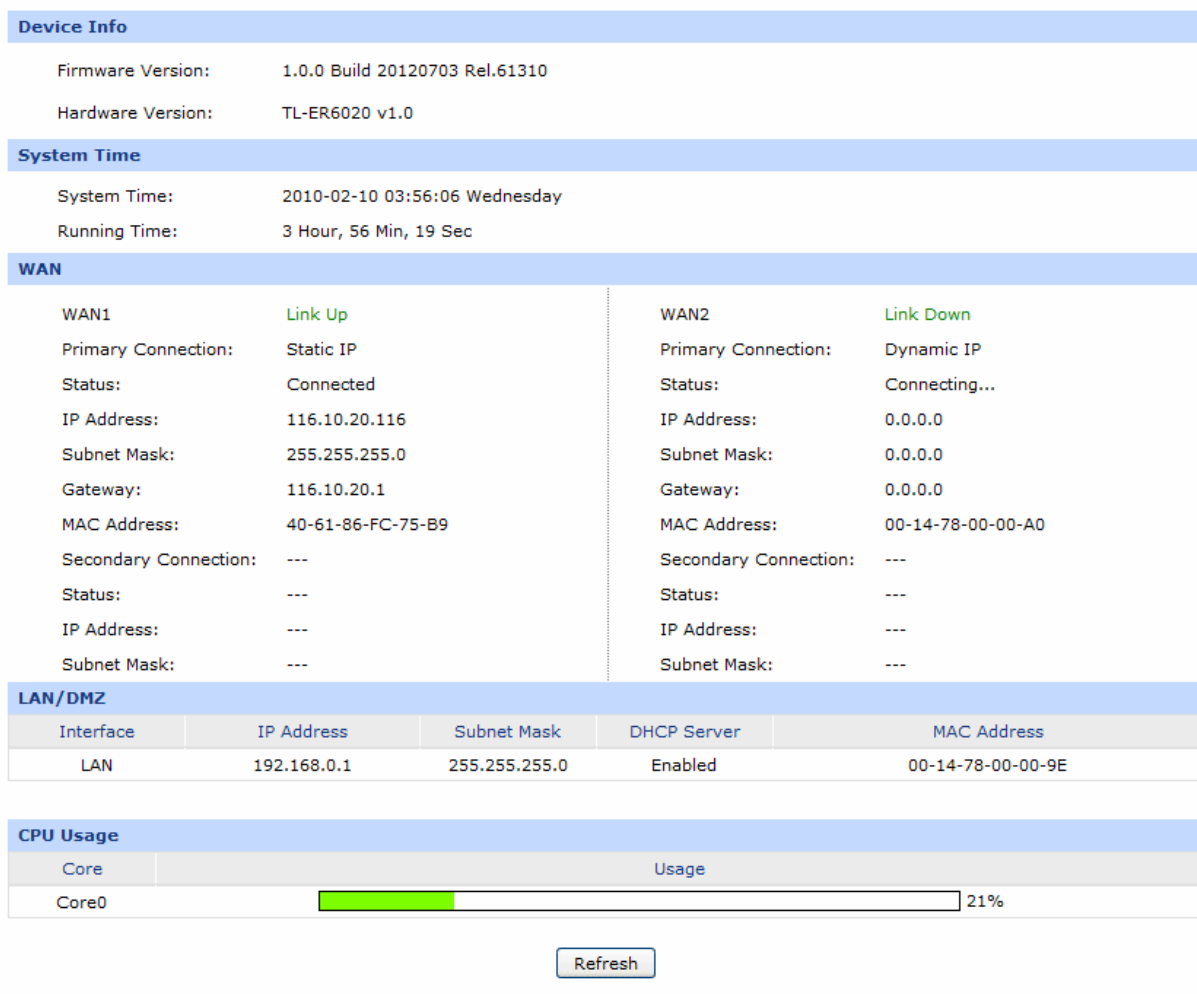 Device Info
Firmware Version: 1.0.0 Build 20120703 Rel.61310
Hardware Version: TL-ER6020 v1.0
System Time
System Time: 2010-02-10 03:56:06 Wednesday
Running Time: 3 Hour, 56 Min, 19 Sec
WAN
WAN1 Link Up
Primary Connection: Static IP
Status: Connected
IP Address: 116.10.20.116
Subnet Mask: 255.255.255.0
Gateway: 116.10.20.1
MAC Address: 40-61-86-FC-75-B9
Secondary Connection: ---
Status: ---
IP Address: ---
Subnet Mask: ---
WAN2 Link Down
Primary Connection: Dynamic IP
Status: Connecting...
IP Address: 0.0.0.0
Subnet Mask: 0.0.0.0
Gateway: 0.0.0.0
MAC Address: 00-14-78-00-00-A0
Secondary Connection: ---
Status: ---
IP Address: ---
Subnet Mask: ---
LAN/DMZ
Interface IP Address Subnet Mask DHCP Server MAC Address
LAN 192.168.0.1 255.255.255.0 Enabled 00-14-78-00-00-9E
CPU Usage
Core Usage
Core0 21%
Refresh